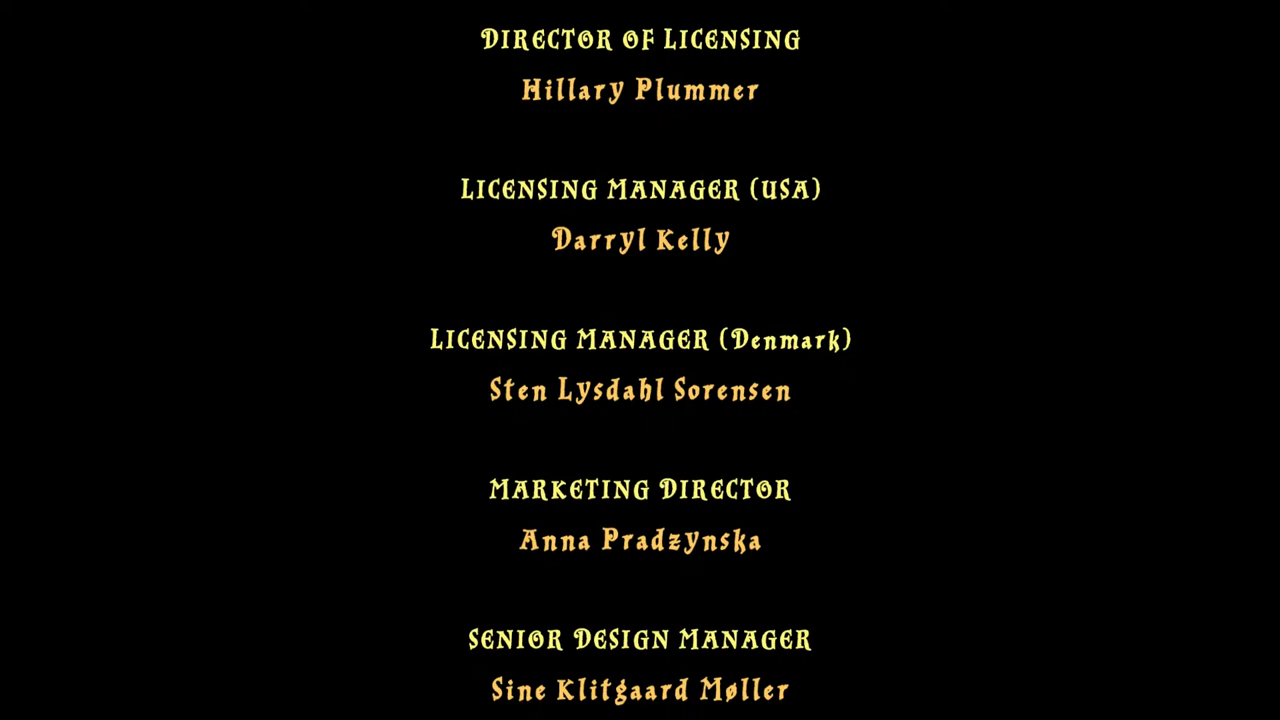 DIRECTOR OF LICENSING
Hillary Plummer
LICENSING MANAGER (USA)
Darryl Kelly
LICENSING MANAGER (Denmark)
Sten Lysdahl Sorensen
MARKETING DIRECTOR
Anna Pradzynska
SENIOR DESIGN MANAGER
Sine Klitgaard Møller